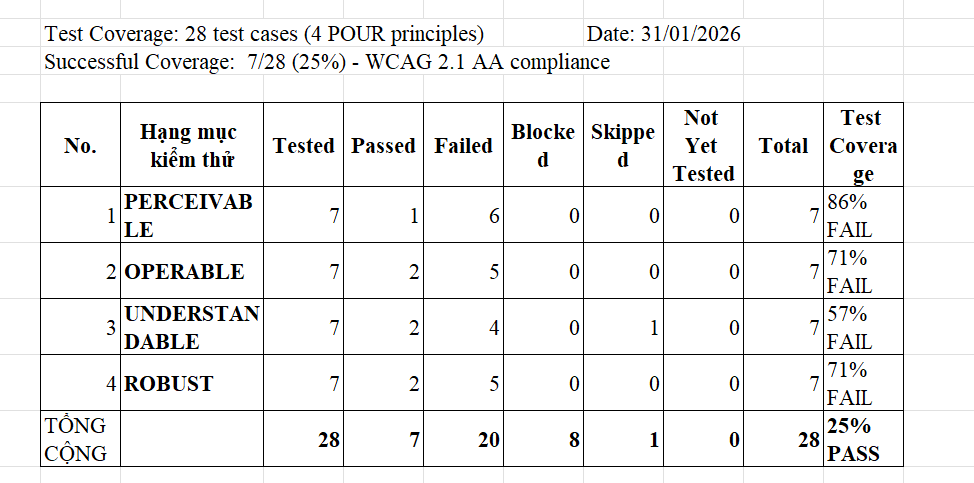 Test Coverage: 28 test cases (4 POUR principles) Date: 31/01/2026
Successful Coverage: 7/28 (25%) - WCAG 2.1 AA compliance
No. Hạng mục kiểm thử Tested Passed Failed Blocked Skipped Not Yet Tested Total Test Coverage
1 PERCEIVABLE 7 1 6 0 0 0 7 86% FAIL
2 OPERABLE 7 2 5 0 0 0 7 71% FAIL
3 UNDERSTANDABLE 7 2 4 0 1 0 7 57% FAIL
4 ROBUST 7 2 5 0 0 0 7 71% FAIL
TỔNG CỘNG 28 7 20 8 1 0 28 25% PASS